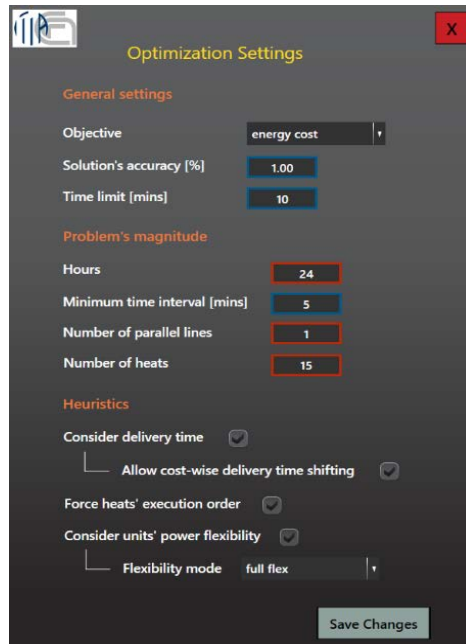 ITIA
X
Optimization Settings
General settings
Objective energy cost
Solution's accuracy [%] 1.00
Time limit [mins] 10
Problem's magnitude
Hours 24
Minimum time interval [mins] 5
Number of parallel lines 1
Number of heats 15
Heuristics
Consider delivery time
Allow cost-wise delivery time shifting
Force heats' execution order
Consider units' power flexibility
Flexibility mode full flex
Save Changes